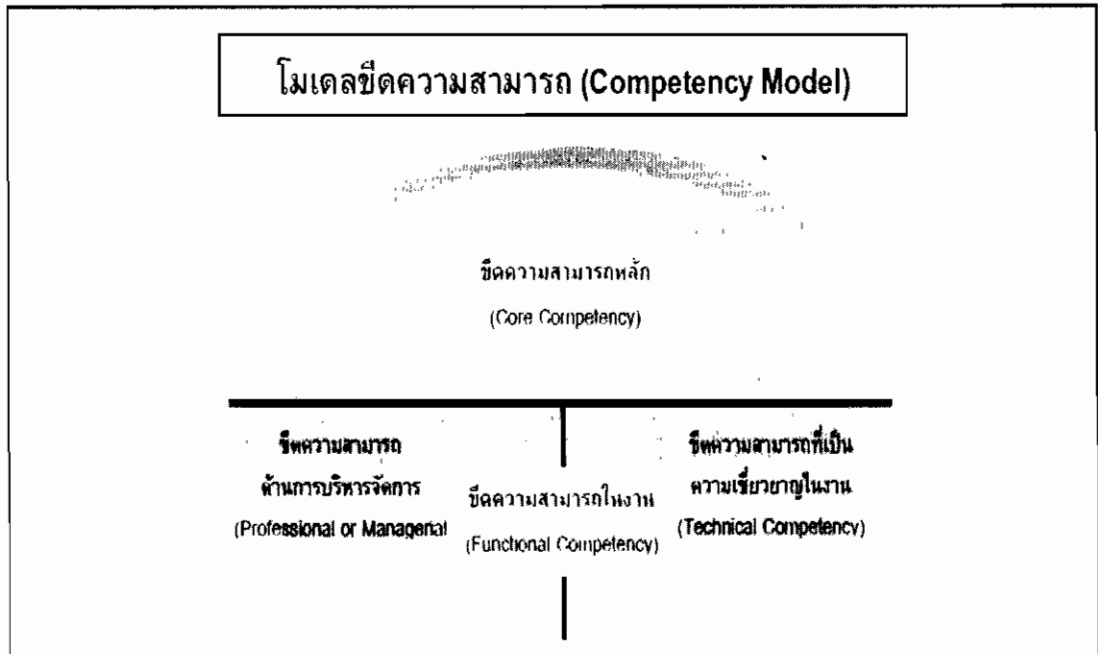 โมเดลขีดความสามารถ (Competency Model)
ขีดความสามารถหลัก
(Core Competency)
ขีดความสามารถ
ด้านการบริหารจัดการ
(Professional or Managerial
ขีดความสามารถในงาน
(Functional Competency)
ขีดความสามารถที่เป็น
ความเชี่ยวยาญในงาน
(Technical Competency)